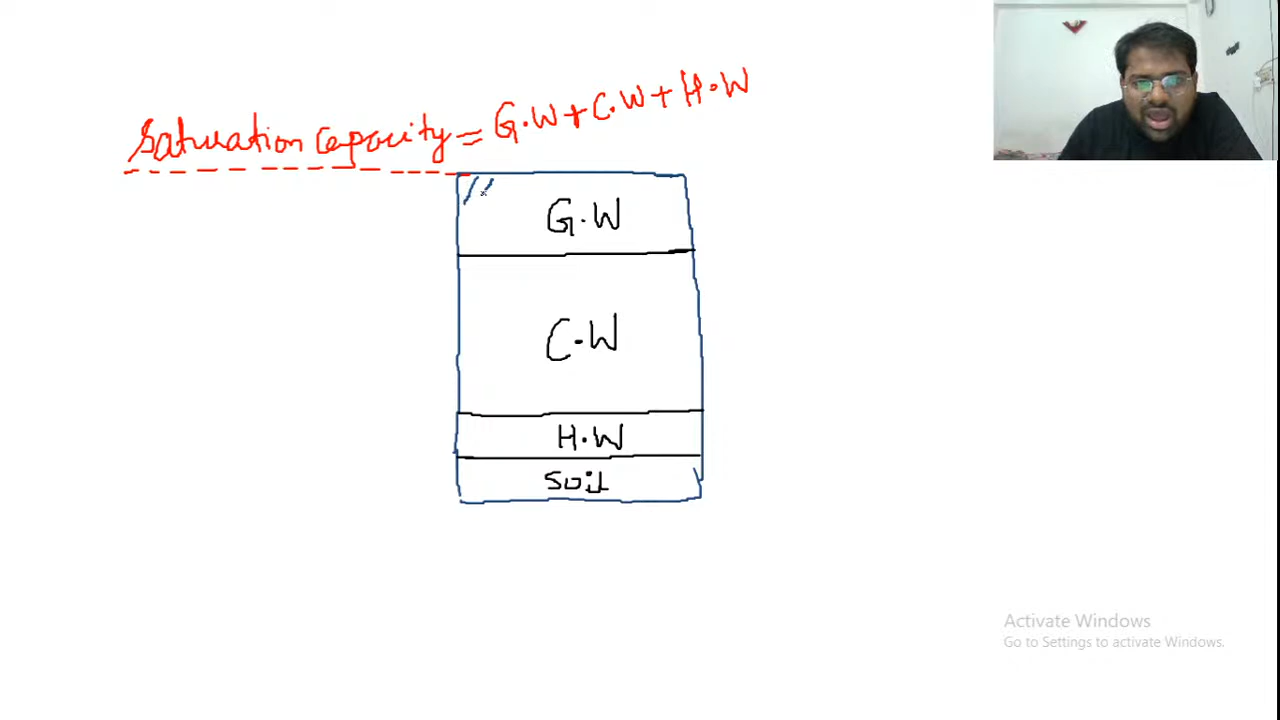 Saturation Capacity = G.W + C.W + H.W
G.W
C.W
H.W
Soil
Activate Windows
Go to Settings to activate Windows.